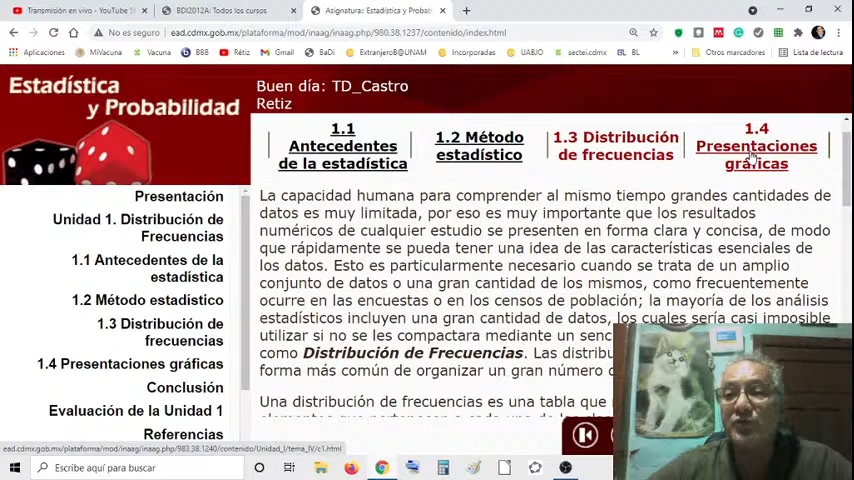 Transmisión en vivo - YouTube S
BDI2012A: Todos los cursos
Asignatura: Estadística y Probab
No es seguro
ead.cdmx.gob.mx/plataforma/mod/inaag/inaag.php/980.38.1237/contenido/index.html
Aplicaciones
MiVacuna
Vacuna
BBB
Rétiz
Gmail
BD
ExtranjeroB@UNAM
Incorporadas
UABJO
sectei.cdmx
BL
BL
Otros marcadores
Lista de lectura
Estadística
y Probabilidad
Buen día: TD_Castro
Retiz
1.1
Antecedentes
de la estadística
1.2 Método
estadístico
1.3 Distribución
de frecuencias
1.4
Presentaciones
gráficas
Presentación
Unidad 1. Distribución de
Frecuencias
1.1 Antecedentes de la
estadística
1.2 Método estadístico
1.3 Distribución de
frecuencias
1.4 Presentaciones gráficas
Conclusión
Evaluación de la Unidad 1
Referencias
La capacidad humana para comprender al mismo tiempo grandes cantidades de
datos es muy limitada, por eso es muy importante que los resultados
numéricos de cualquier estudio se presenten en forma clara y concisa, de modo
que rápidamente se pueda tener una idea de las características esenciales de
los datos. Esto es particularmente necesario cuando se trata de un amplio
conjunto de datos o una gran cantidad de los mismos, como frecuentemente
ocurre en las encuestas o en los censos de población; la mayoría de los análisis
estadísticos incluyen una gran cantidad de datos, los cuales sería casi imposible
utilizar si no se les compactara mediante un senc
como Distribución de Frecuencias. Las distribu
forma más común de organizar un gran número d
Una distribución de frecuencias es una tabla que
ead.cdmx.gob.mx/plataforma/mod/inaag/inaag.php/983,38,1240/contenido/Unidad_I/tema_IV/c1.html
Escribe aquí para buscar